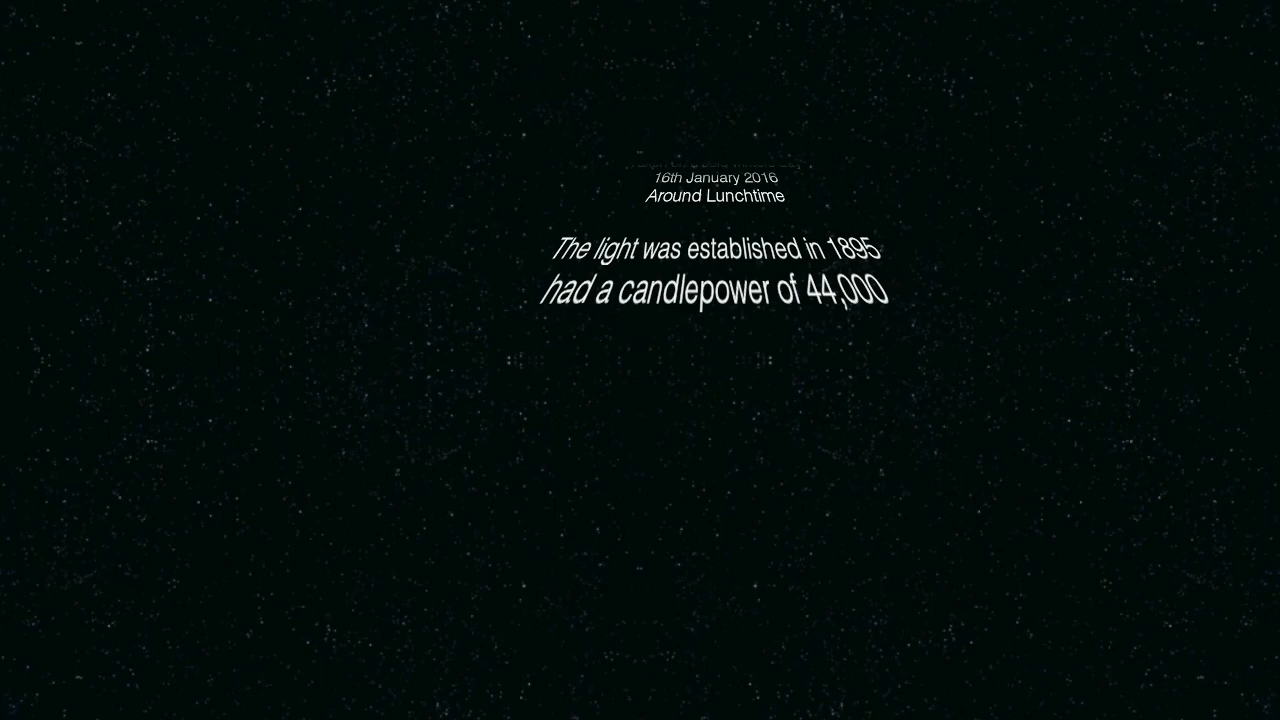 16th January 2016
Around Lunchtime
The light was established in 1895
had a candlepower of 44,000